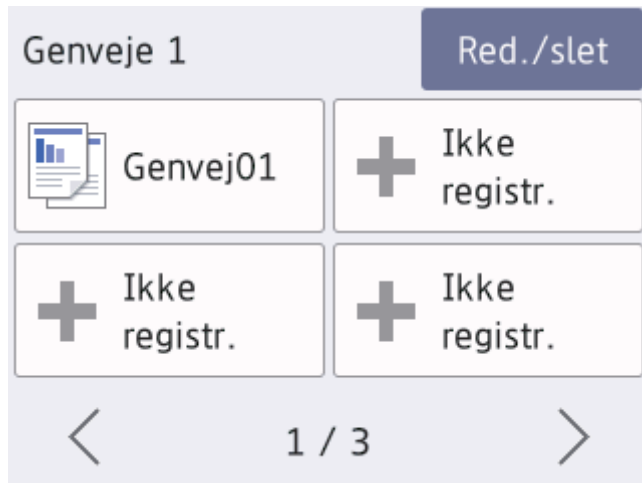 Genveje 1
Red./slet
Genvej01
Ikke
registr.
Ikke
registr.
Ikke
registr.
1 / 3